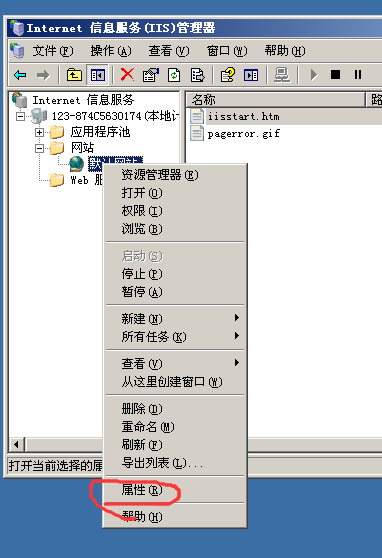 Internet 信息服务(IIS)管理器
文件(F) 操作(A) 查看(V) 窗口(W) 帮助(H)
Internet 信息服务
123-874C5630174(本地计
应用程序池
网站
Web 服
名称
路
iisstart.htm
pagerror.gif
资源管理器(E)
打开(O)
权限(I)
浏览(B)
启动(S)
停止(P)
暂停(A)
新建(N)
所有任务(K)
查看(V)
从这里创建窗口(W)
删除(D)
重命名(M)
刷新(F)
导出列表(L)...
属性(R)
帮助(H)
打开当前选择的属